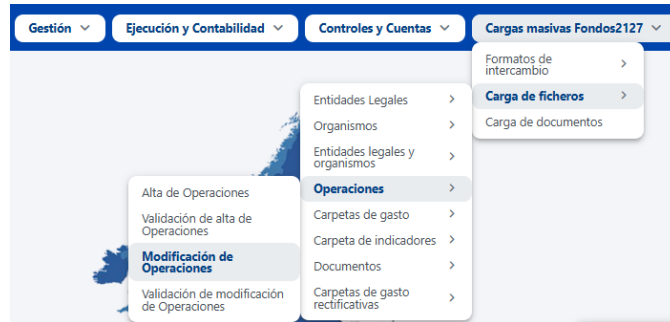 Gestión
Ejecución y Contabilidad
Controles y Cuentas
Cargas masivas Fondos2127
Formatos de
intercambio
Carga de ficheros
Carga de documentos
Entidades Legales
Organismos
Entidades legales y
organismos
Operaciones
Carpetas de gasto
Carpeta de indicadores
Documentos
Carpetas de gasto
rectificativas
Alta de Operaciones
Validación de alta de
Operaciones
Modificación de
Operaciones
Validación de modificación
de Operaciones